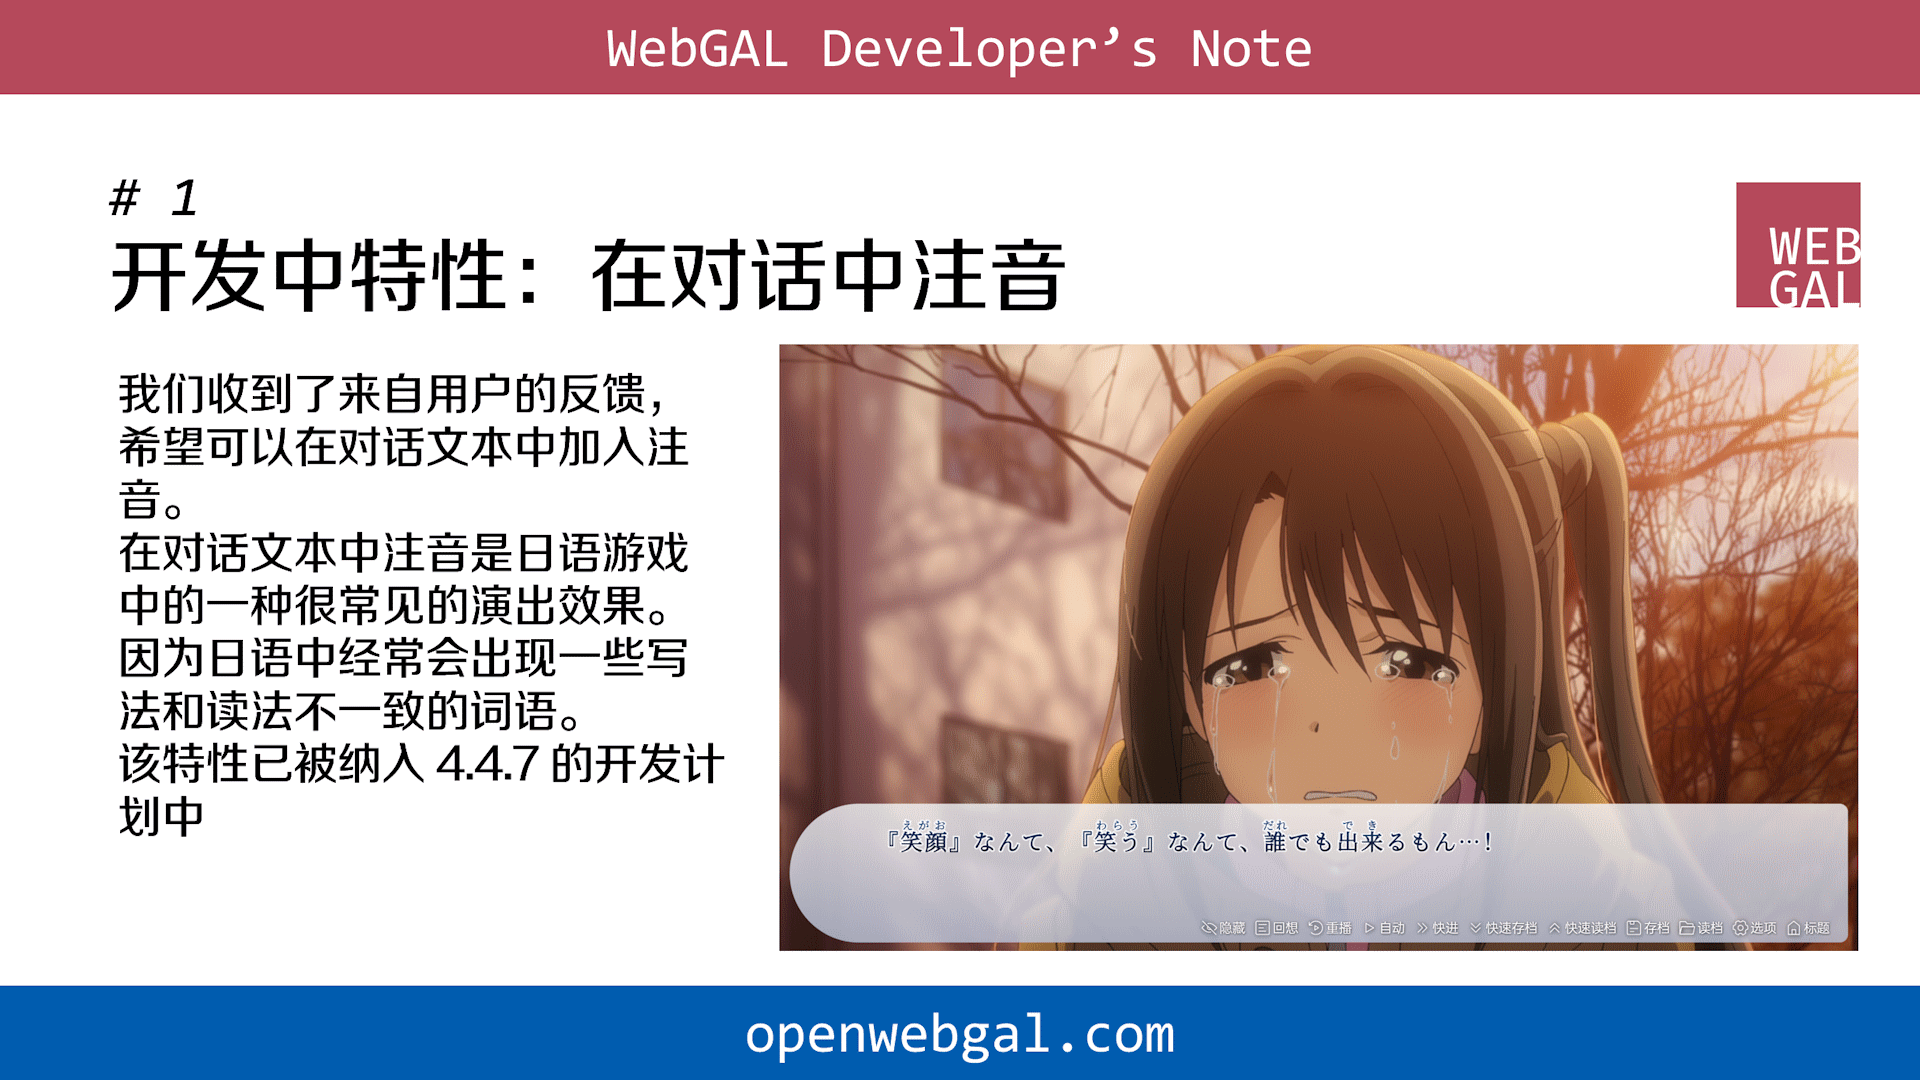 WebGAL Developer’s Note
# 1
开发中特性：在对话中注音
WEB
GAL
我们收到了来自用户的反馈，
希望可以在对话文本中加入注
音。
在对话文本中注音是日语游戏
中的一种很常见的演出效果。
因为日语中经常会出现一些写
法和读法不一致的词语。
该特性已被纳入 4.4.7 的开发计
划中
えがお わらう だれ でき
『笑顔』なんて、『笑う』なんて、誰でも出来るもん…！
隐藏 回想 重播 自动 快进 快速存档 快速读档 存档 读档 选项 标题
openwebgal.com